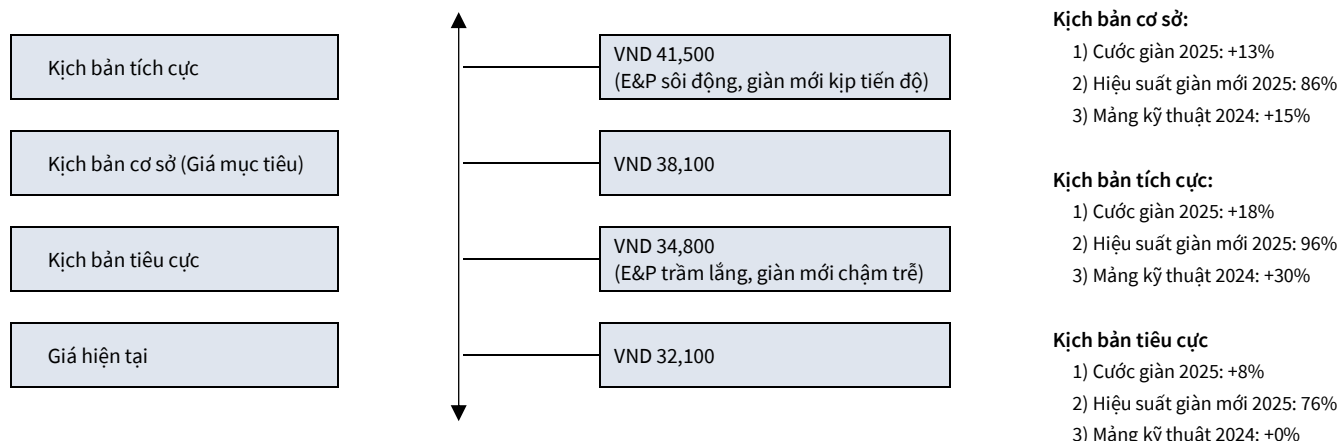 Kịch bản tích cực
VND 41,500
(E&P sôi động, giàn mới kịp tiến độ)
Kịch bản cơ sở (Giá mục tiêu)
VND 38,100
Kịch bản tiêu cực
VND 34,800
(E&P trầm lắng, giàn mới chậm trễ)
Giá hiện tại
VND 32,100
Kịch bản cơ sở:
1) Cước giàn 2025: +13%
2) Hiệu suất giàn mới 2025: 86%
3) Mảng kỹ thuật 2024: +15%
Kịch bản tích cực:
1) Cước giàn 2025: +18%
2) Hiệu suất giàn mới 2025: 96%
3) Mảng kỹ thuật 2024: +30%
Kịch bản tiêu cực
1) Cước giàn 2025: +8%
2) Hiệu suất giàn mới 2025: 76%
3) Mảng kỹ thuật 2024: +0%